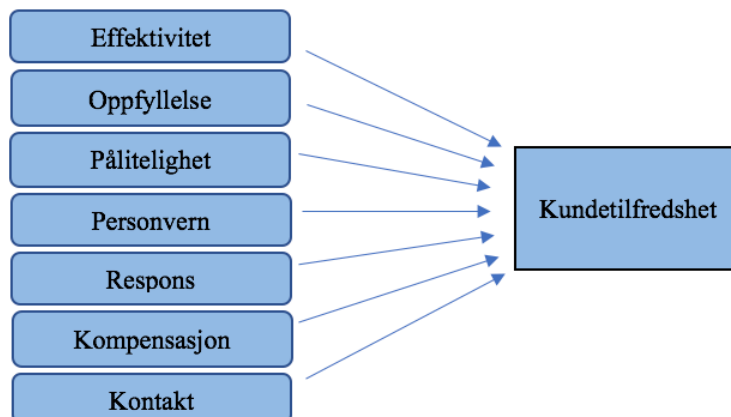 Effektivitet
Oppfyllelse
Pålitelighet
Personvern
Respons
Kompensasjon
Kontakt
Kundetilfredshet